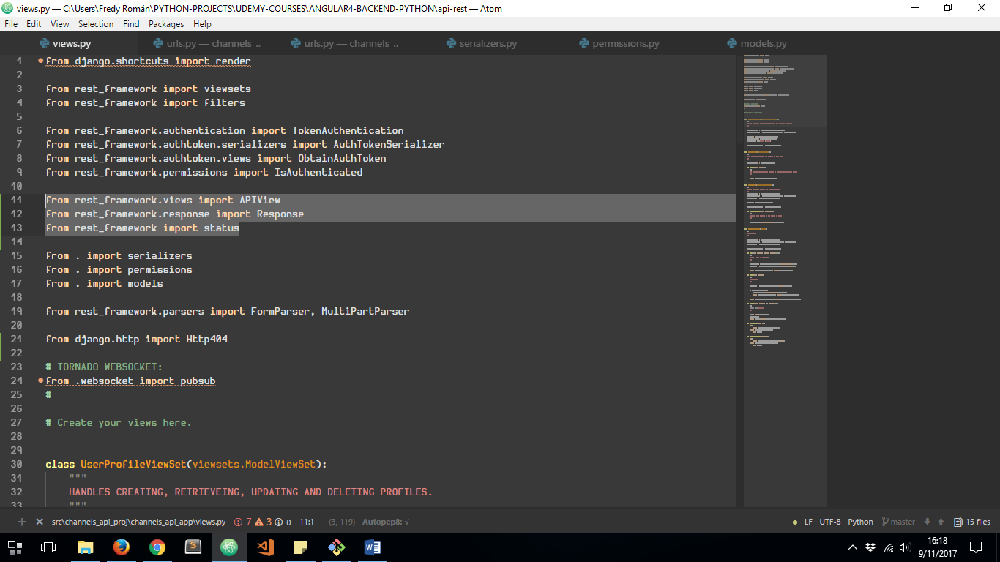 views.py — C:\Users\Fredy Román\PYTHON-PROJECTS\UDEMY-COURSES\ANGULAR4-BACKEND-PYTHON\api-rest — Atom
File Edit View Selection Find Packages Help
views.py urls.py — channels_.. urls.py — channels_.. serializers.py permissions.py models.py
1 from django.shortcuts import render
2
3 from rest_framework import viewsets
4 from rest_framework import filters
5
6 from rest_framework.authentication import TokenAuthentication
7 from rest_framework.authtoken.serializers import AuthTokenSerializer
8 from rest_framework.authtoken.views import ObtainAuthToken
9 from rest_framework.permissions import IsAuthenticated
10
11 from rest_framework.views import APIView
12 from rest_framework.response import Response
13 from rest_framework import status
14
15 from . import serializers
16 from . import permissions
17 from . import models
18
19 from rest_framework.parsers import FormParser, MultiPartParser
20
21 from django.http import Http404
22
23 # TORNADO WEBSOCKET:
24 from .websocket import pubsub
25 #
26
27 # Create your views here.
28
29
30 class UserProfileViewSet(viewsets.ModelViewSet):
31 """
32 HANDLES CREATING, RETRIEVEING, UPDATING AND DELETING PROFILES.
33 """
src\channels_api_proj\channels_api_app\views.py 7 3 0 11:1 (3, 119) Autopep8: √ LF UTF-8 Python master 15 files
16:18
9/11/2017